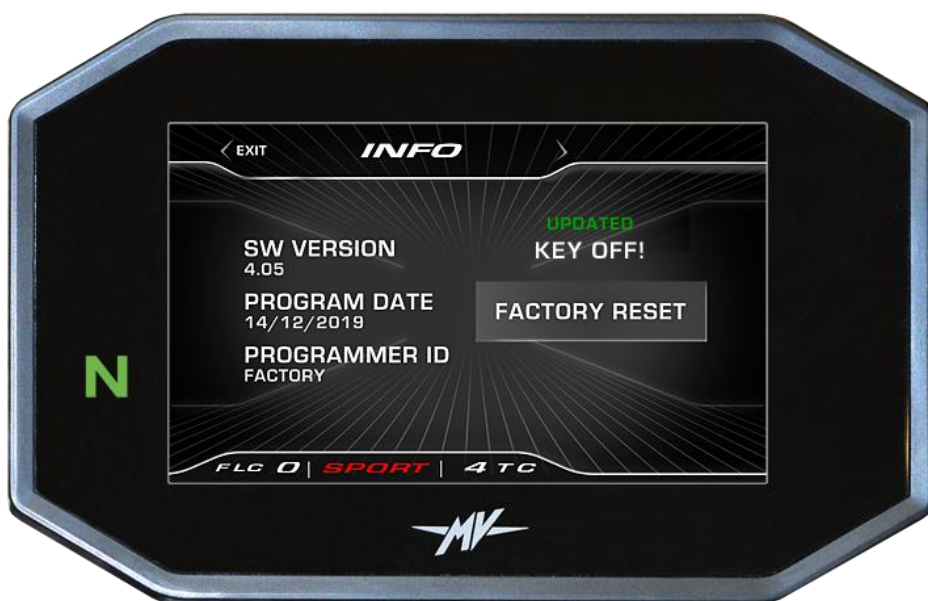 EXIT
INFO
UPDATED
KEY OFF!
SW VERSION
4.05
FACTORY RESET
PROGRAM DATE
14/12/2019
PROGRAMMER ID
FACTORY
N
FLC 0 | SPORT | 4 TC
MV